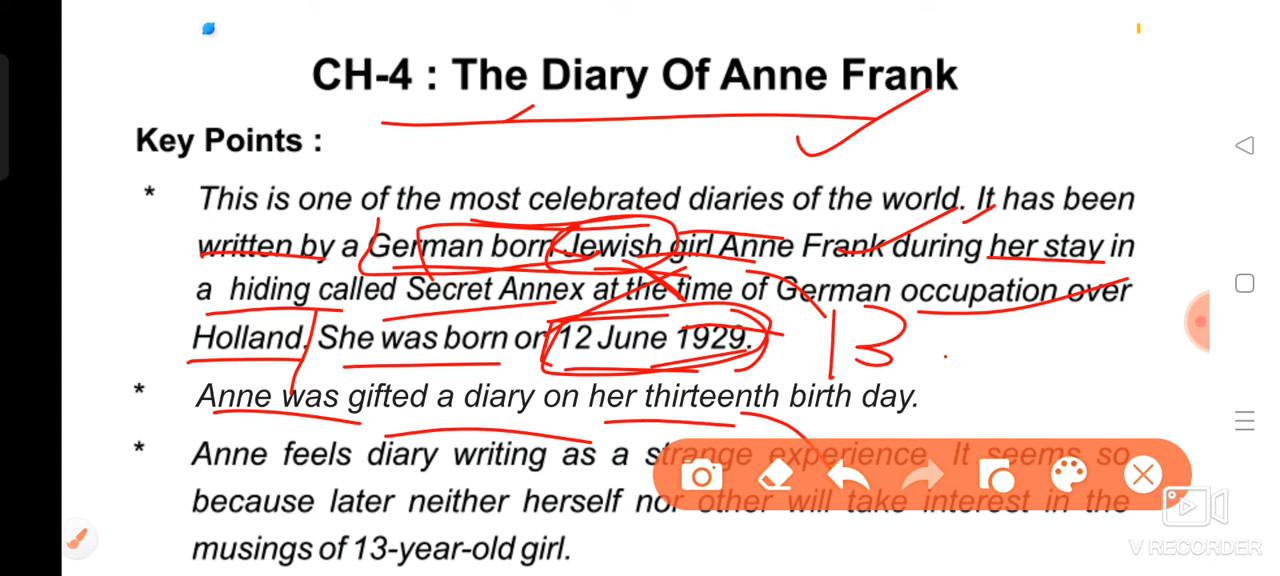 CH-4 : The Diary Of Anne Frank
Key Points :
* This is one of the most celebrated diaries of the world. It has been
written by a German born Jewish girl Anne Frank during her stay in
a hiding called Secret Annex at the time of German occupation over
Holland. She was born on 12 June 1929. 13
* Anne was gifted a diary on her thirteenth birth day.
* Anne feels diary writing as a strange experience. It seems so
because later neither herself nor other will take interest in the
musings of 13-year-old girl.
V RECORDER